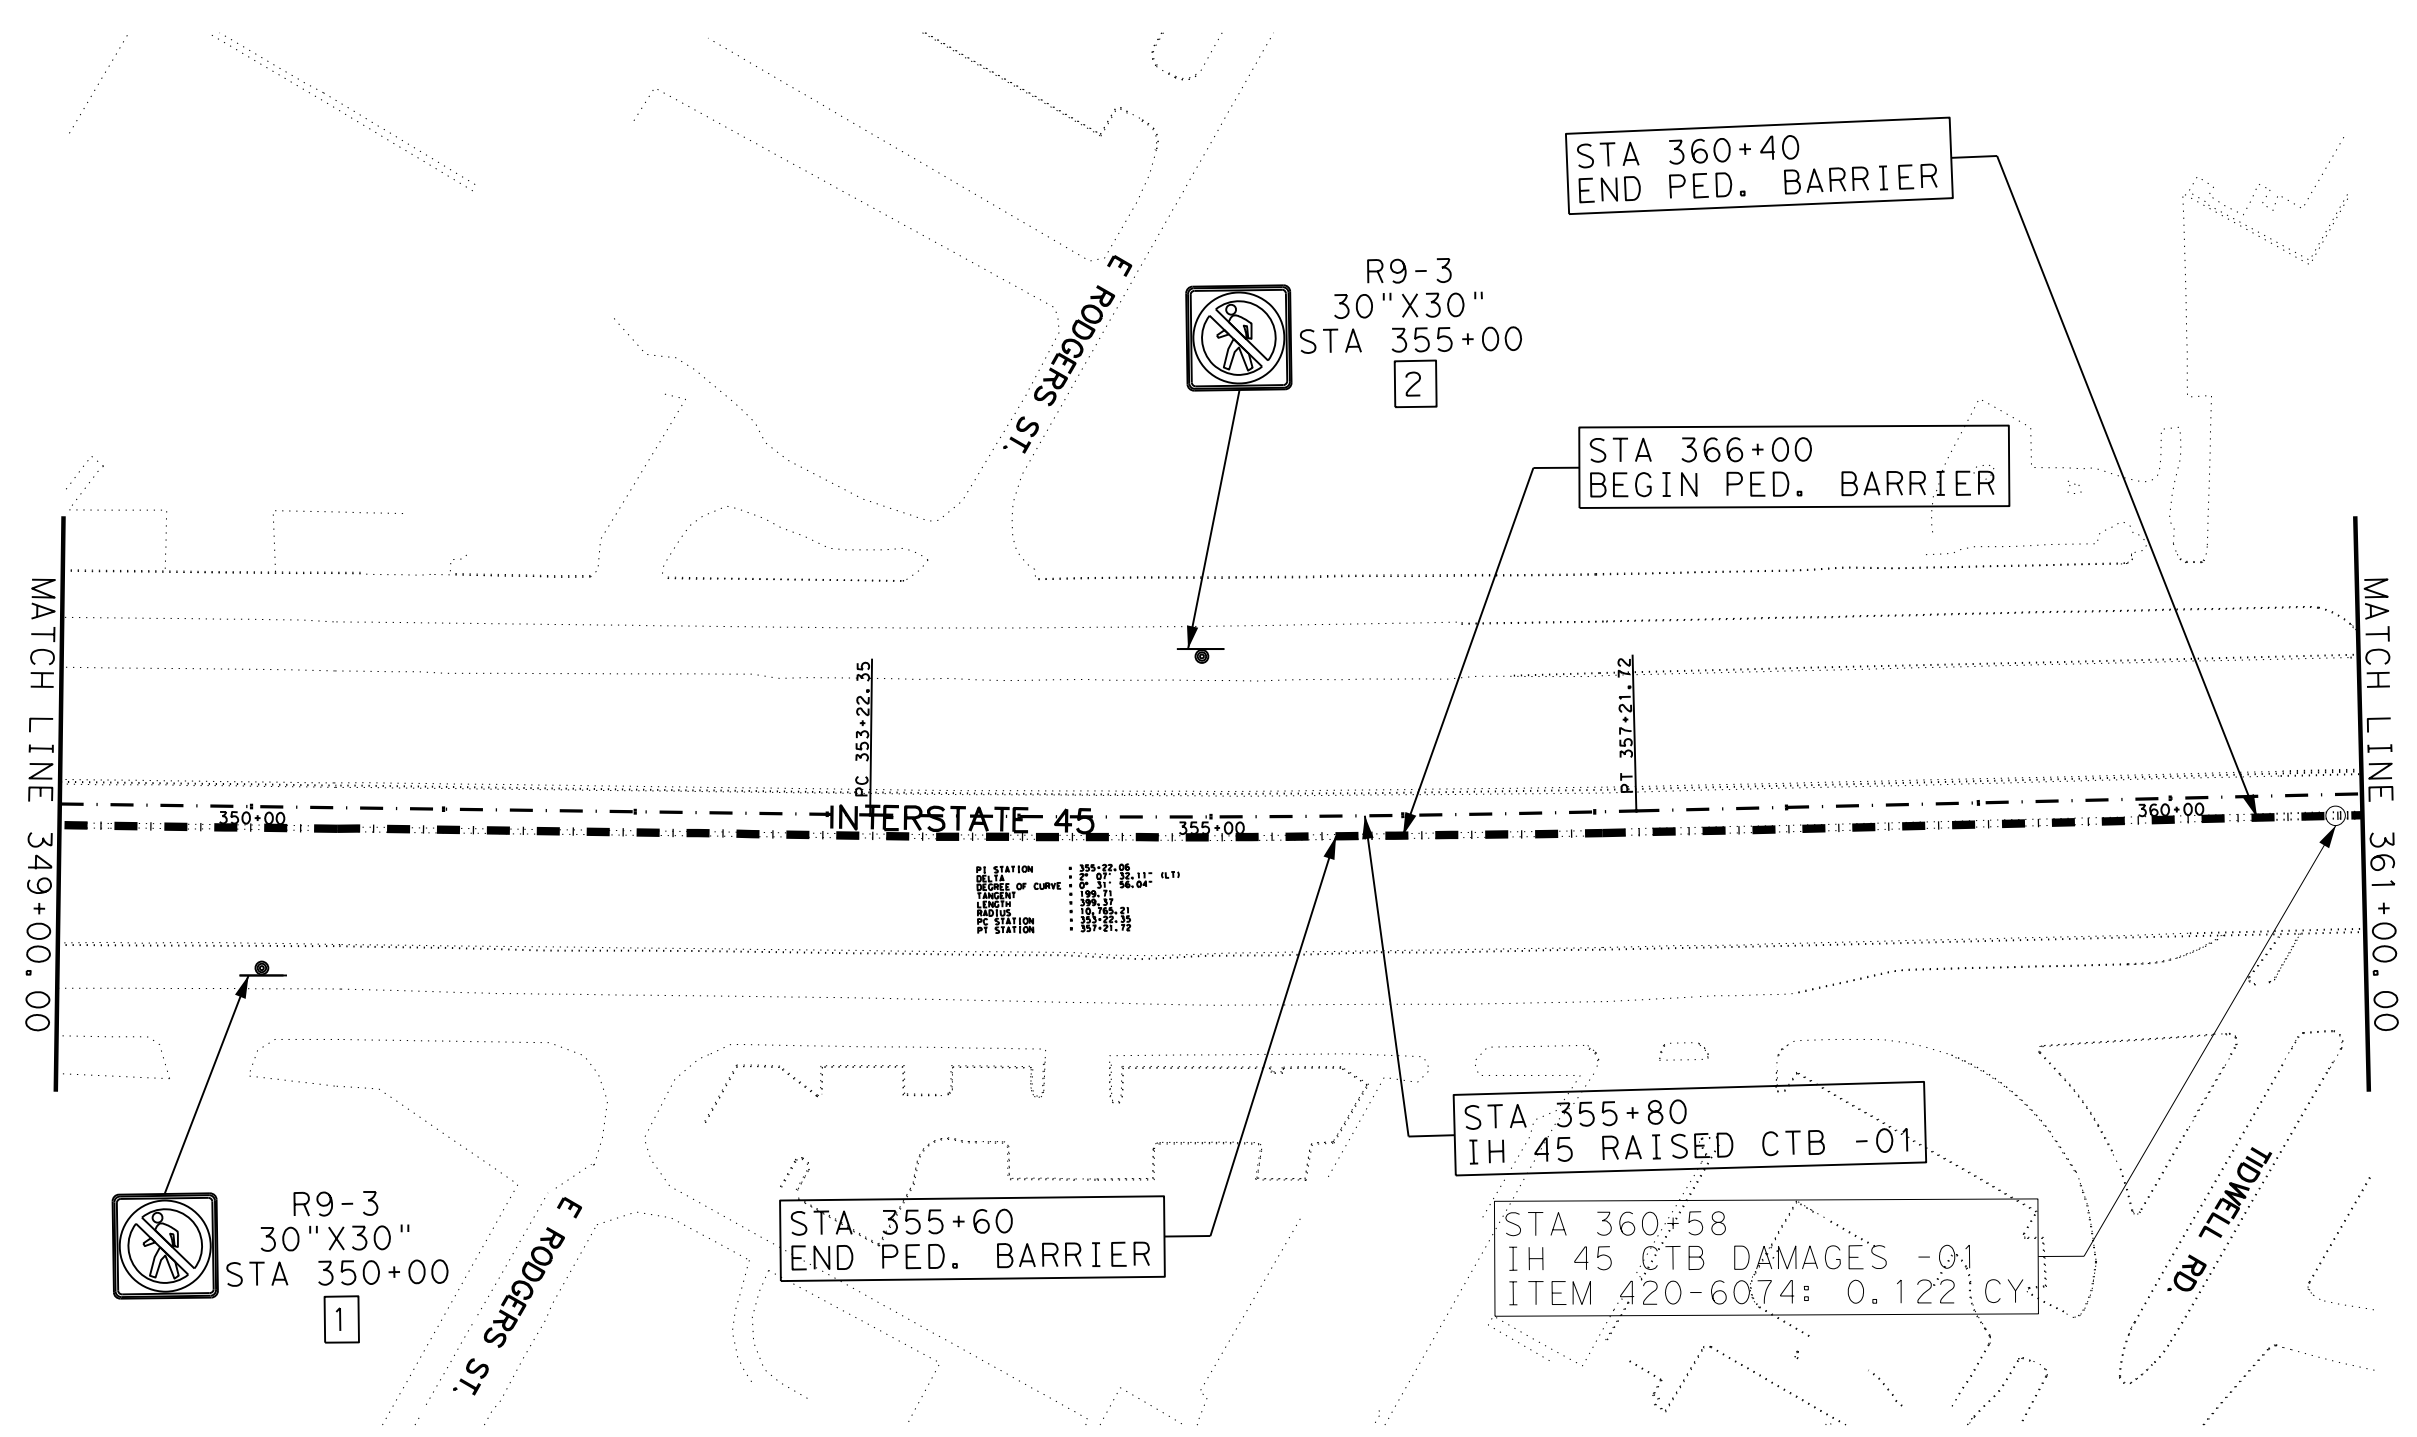 STA 360+40
END PED. BARRIER
R9-3
30"X30"
STA 355+00
2
E RODGERS ST.
STA 366+00
BEGIN PED. BARRIER
MATCH LINE 349+00.00
MATCH LINE 361+00.00
PC 353+22.35
PT 357+21.72
350+00
INTERSTATE 45
355+00
360+00
PI STATION : 355+22.06
DELTA : 2° 07' 32.11" (LT)
DEGREE OF CURVE : 0° 31' 56.04"
TANGENT : 199.71
LENGTH : 399.37
RADIUS : 10,765.21
PC STATION : 353+22.35
PT STATION : 357+21.72
STA 355+80
IH 45 RAISED CTB -01
R9-3
30"X30"
STA 350+00
1
E RODGERS ST.
STA 355+60
END PED. BARRIER
STA 360+58
IH 45 CTB DAMAGES -01
ITEM 420-6074: 0.122 CY
TIDWELL RD.